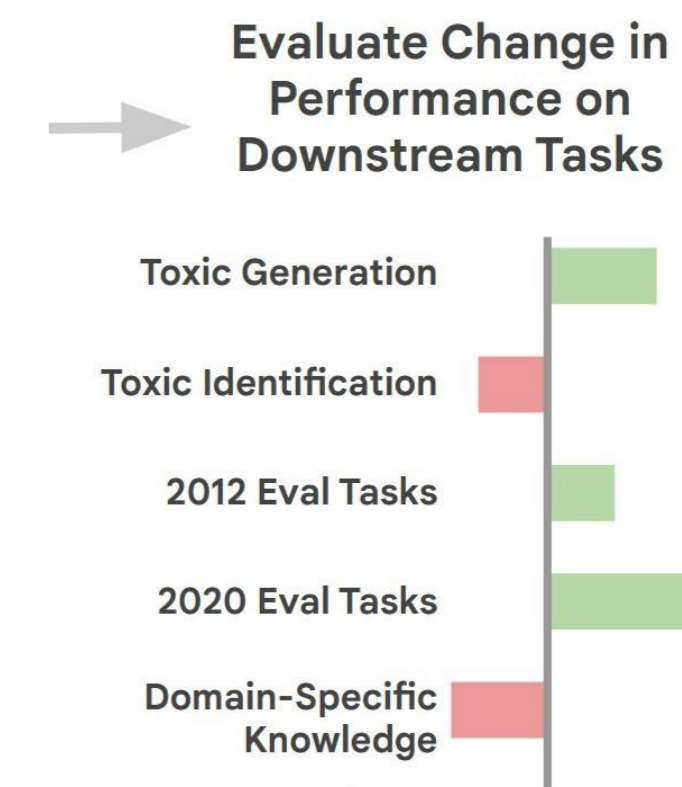 Evaluate Change in
Performance on
Downstream Tasks
Toxic Generation
Toxic Identification
2012 Eval Tasks
2020 Eval Tasks
Domain-Specific
Knowledge